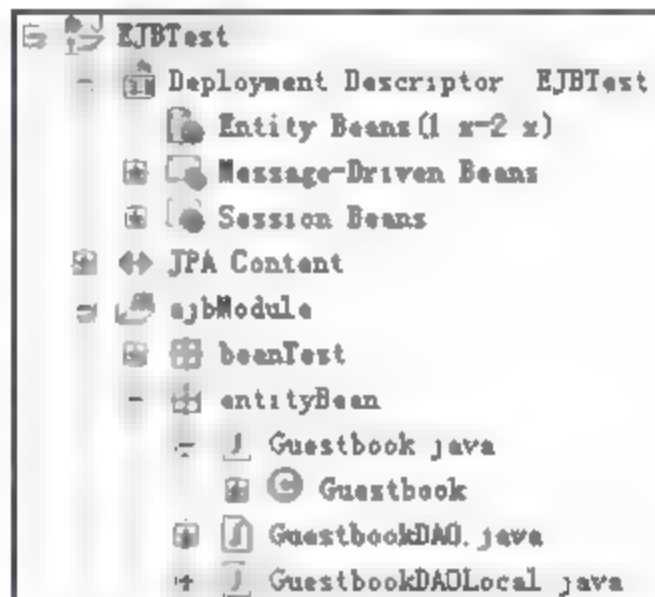 EJBTest
Deployment Descriptor EJBTest
Entity Beans(1 x-2 x)
Message-Driven Beans
Session Beans
JPA Content
ejbModule
beanTest
entityBean
Guestbook java
Guestbook
GuestbookDAO.java
GuestbookDAOLocal java